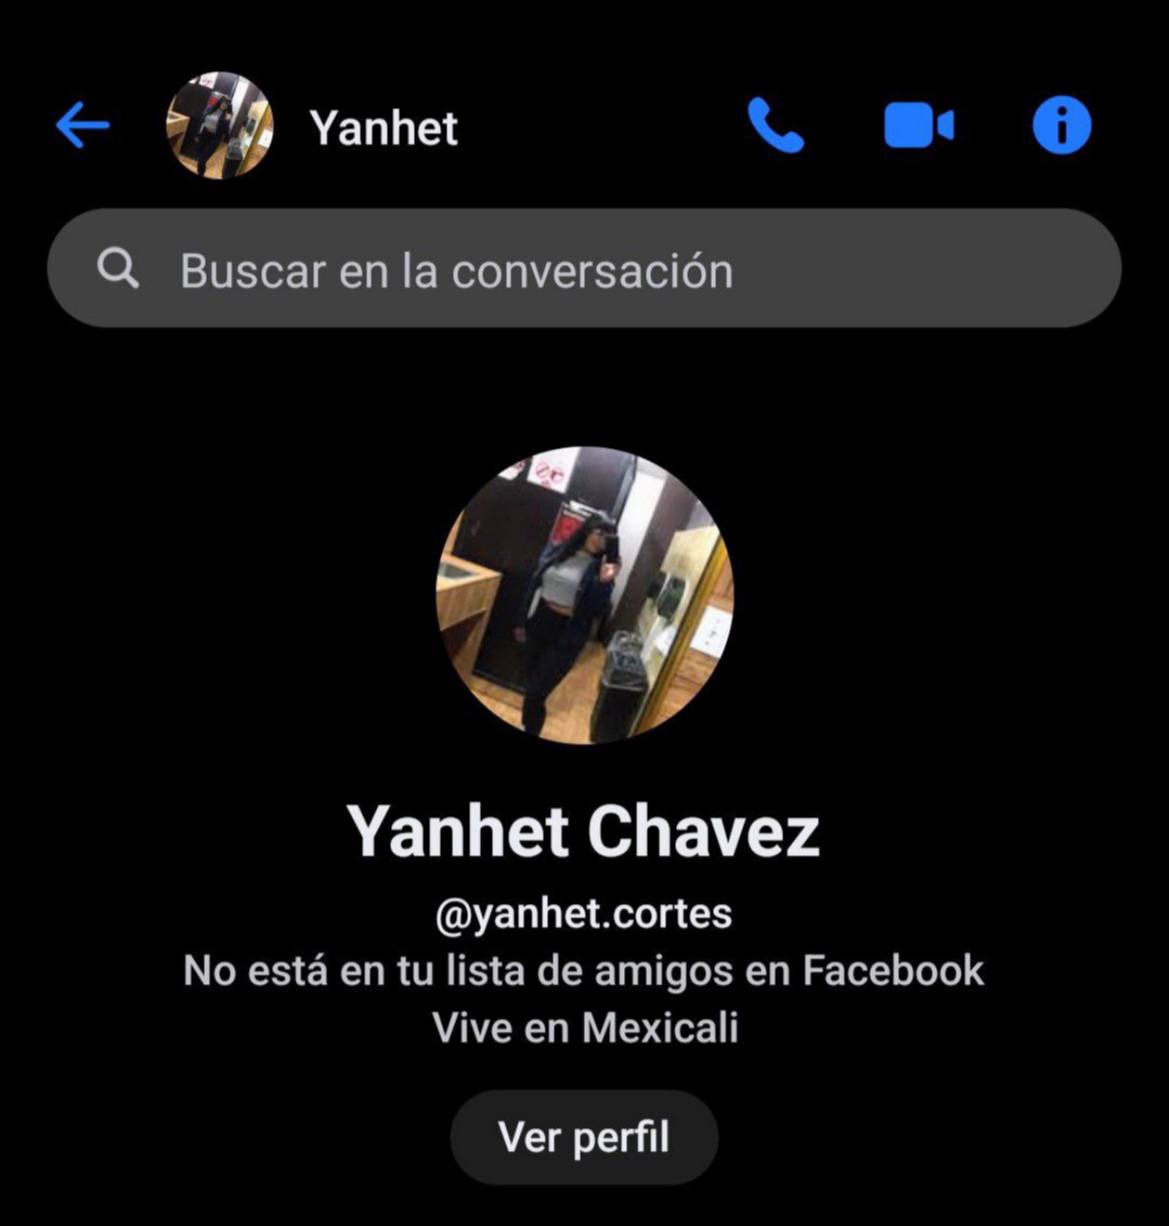 Yanhet
Buscar en la conversación
Yanhet Chavez
@yanhet.cortes
No está en tu lista de amigos en Facebook
Vive en Mexicali
Ver perfil